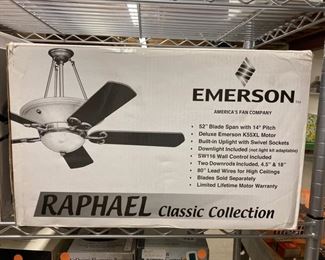 EMERSON™
AMERICA'S FAN COMPANY
• 52" Blade Span with 14° Pitch
• Deluxe Emerson K55XL Motor
• Built-in Uplight with Swivel Sockets
• Downlight Included (not light kit adaptable)
• SW116 Wall Control Included
• Two Downrods Included, 4.5" & 18"
• 80" Lead Wires for High Ceilings
• Blades Sold Separately
• Limited Lifetime Motor Warranty
RAPHAEL Classic Collection